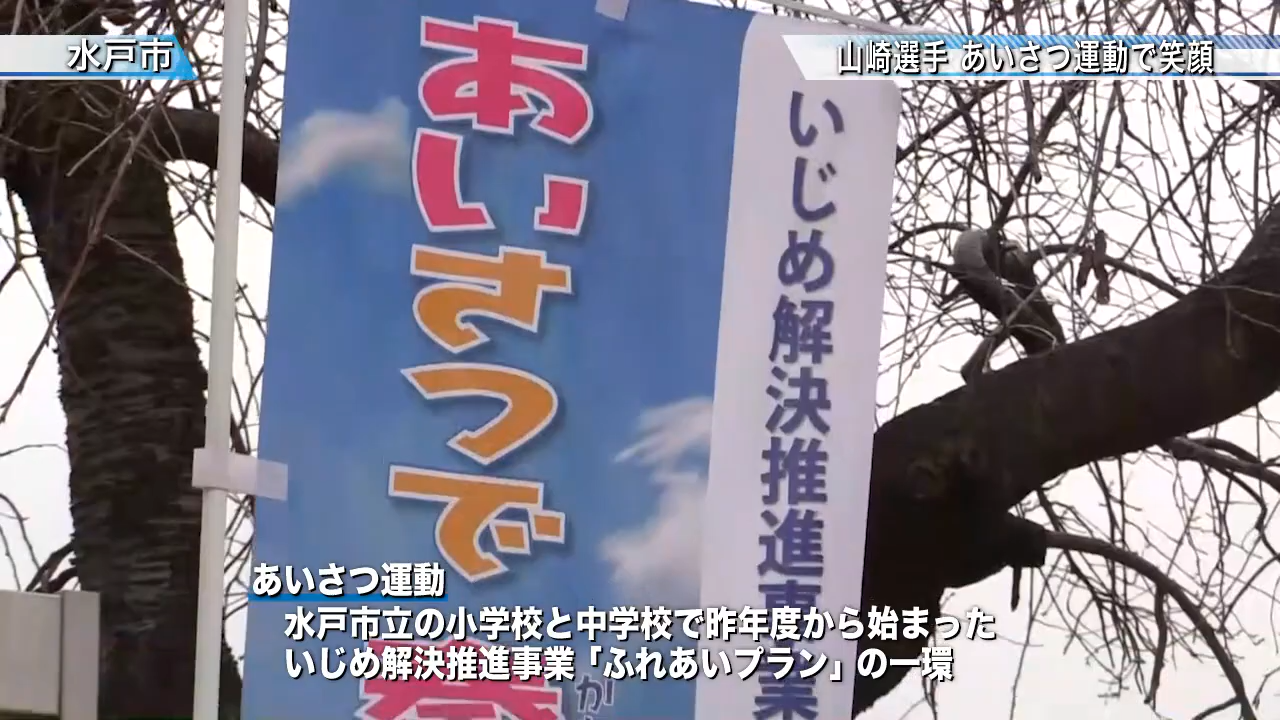 水戸市
山崎選手 あいさつ運動で笑顔
あいさつで
いじめ解決推進事業
あいさつ運動
水戸市立の小学校と中学校で昨年度から始まった
いじめ解決推進事業「ふれあいプラン」の一環